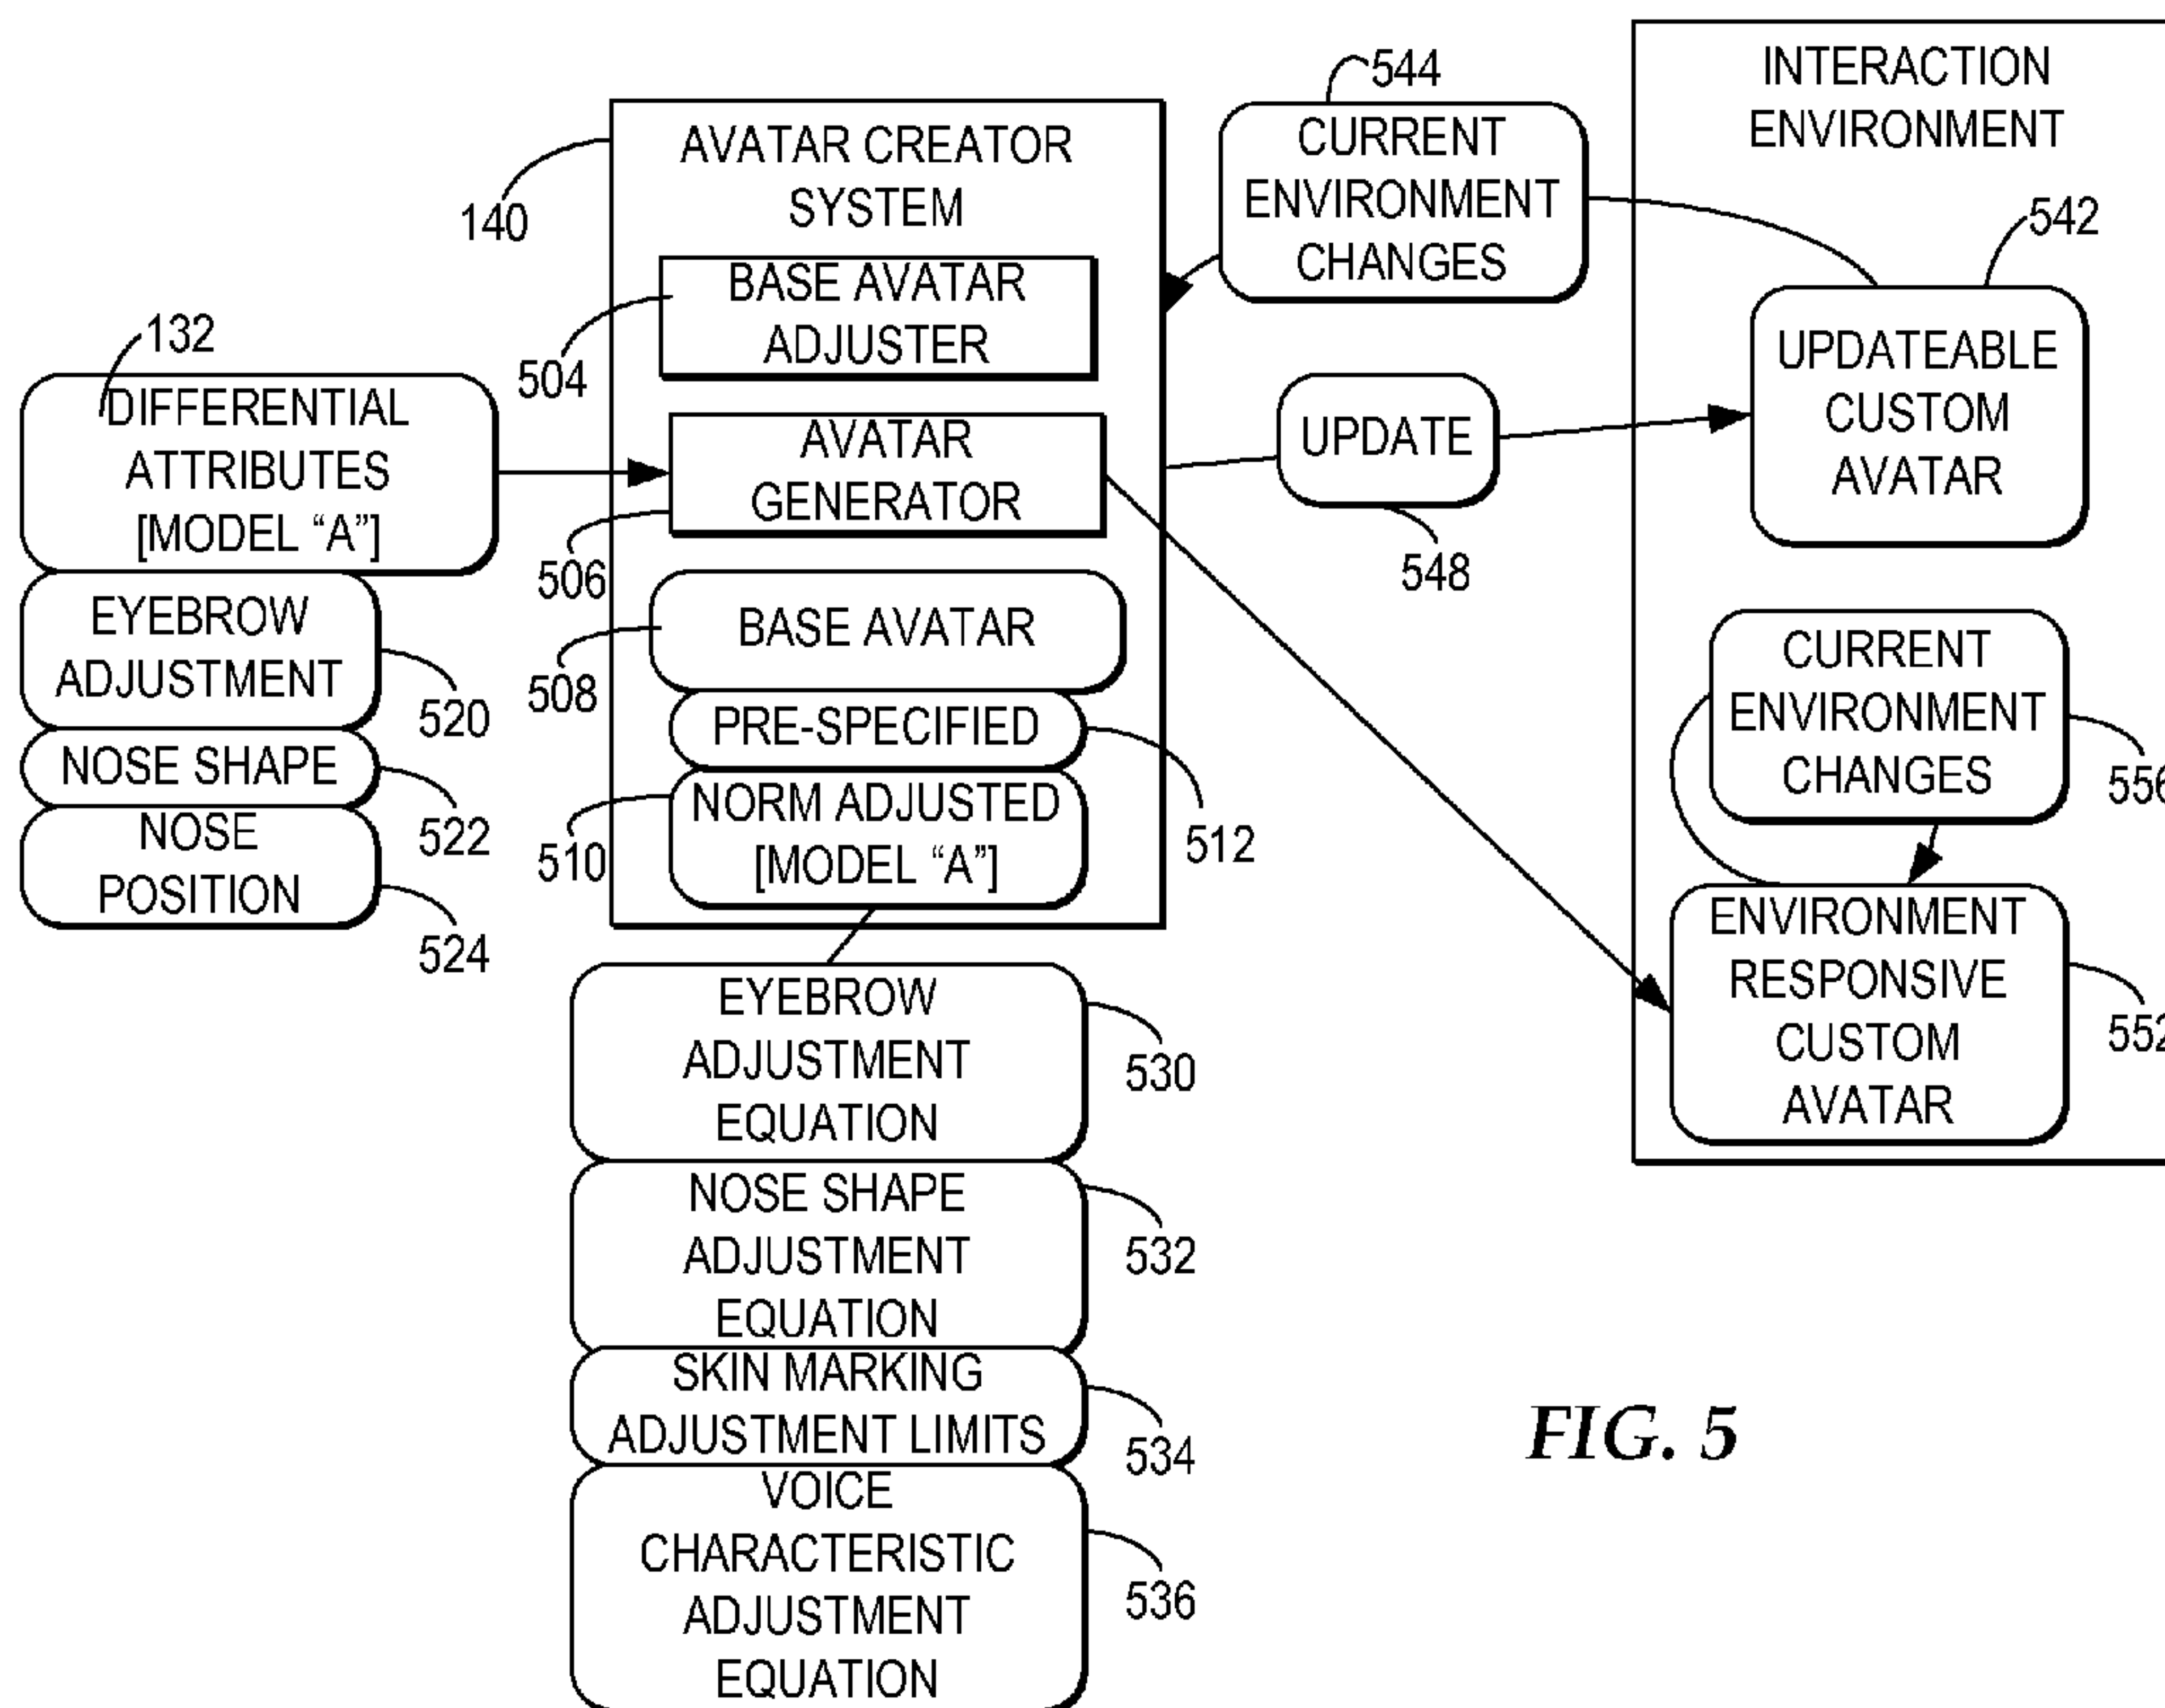 132
DIFFERENTIAL
ATTRIBUTES
[MODEL “A”]
EYEBROW
ADJUSTMENT
520
NOSE SHAPE
522
NOSE
POSITION
524
140
AVATAR CREATOR
SYSTEM
BASE AVATAR
ADJUSTER
504
AVATAR
GENERATOR
506
BASE AVATAR
508
PRE-SPECIFIED
512
NORM ADJUSTED
[MODEL “A”]
510
EYEBROW
ADJUSTMENT
EQUATION
530
NOSE SHAPE
ADJUSTMENT
EQUATION
532
SKIN MARKING
ADJUSTMENT LIMITS
534
VOICE
CHARACTERISTIC
ADJUSTMENT
EQUATION
536
544
CURRENT
ENVIRONMENT
CHANGES
UPDATE
548
INTERACTION
ENVIRONMENT
542
UPDATEABLE
CUSTOM
AVATAR
CURRENT
ENVIRONMENT
CHANGES
556
ENVIRONMENT
RESPONSIVE
CUSTOM
AVATAR
552
FIG. 5